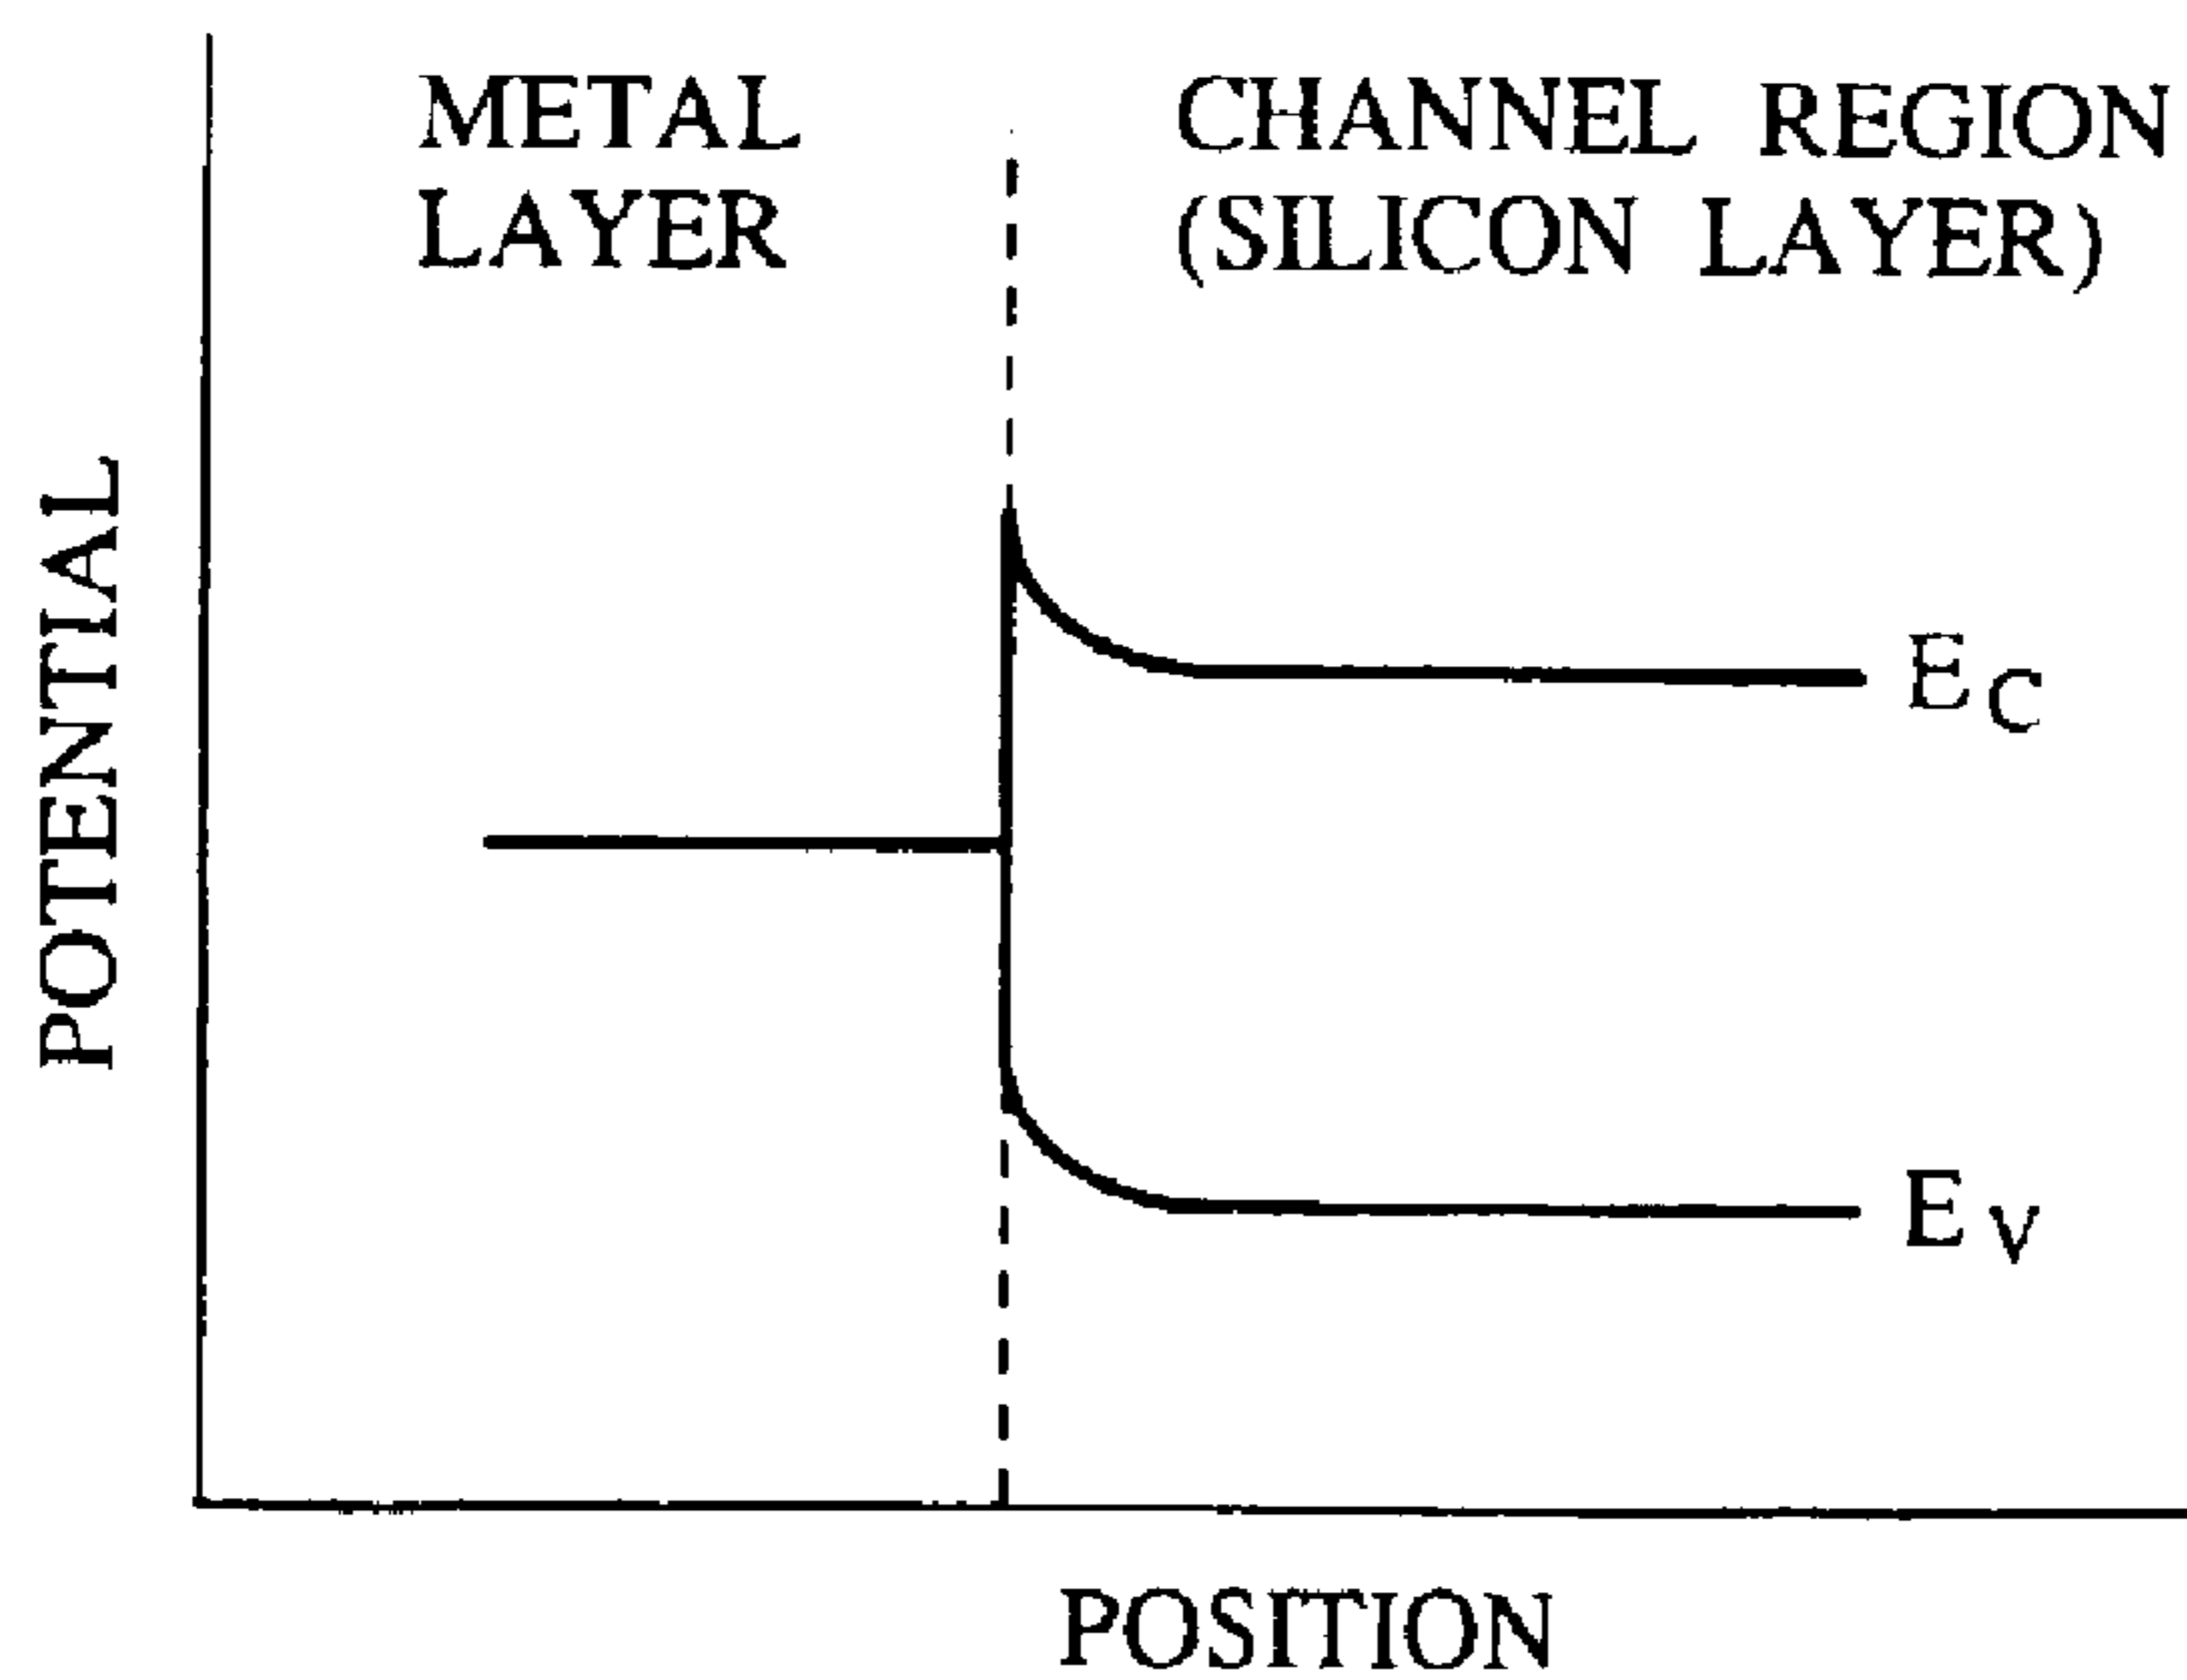 METAL
LAYER
CHANNEL REGION
(SILICON LAYER)
POTENTIAL
EC
EV
POSITION